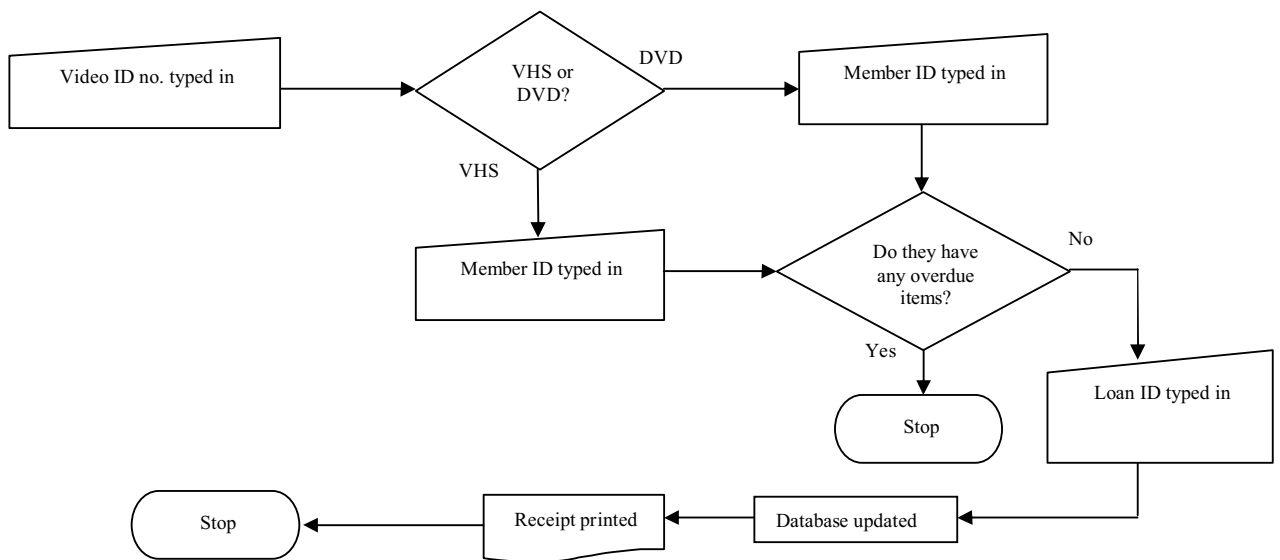 Video ID no. typed in
VHS or
DVD?
DVD
Member ID typed in
VHS
Member ID typed in
Do they have
any overdue
items?
No
Yes
Stop
Loan ID typed in
Database updated
Receipt printed
Stop